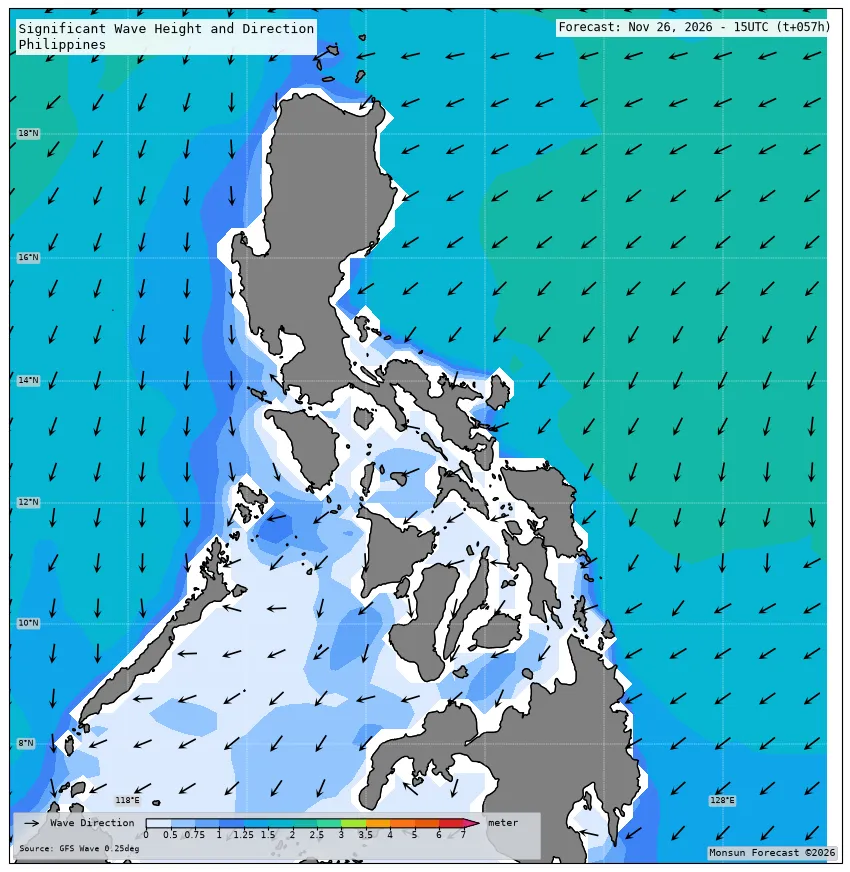 Significant Wave Height and Direction
Philippines
Forecast: Nov 26, 2026 - 15UTC (t+057h)
18°N
16°N
14°N
12°N
10°N
8°N
118°E
128°E
Wave Direction
0 0.5 0.75 1 1.25 1.5 2 2.5 3 3.5 4 5 6 7
meter
Source: GFS Wave 0.25deg
Monsun Forecast ©2026